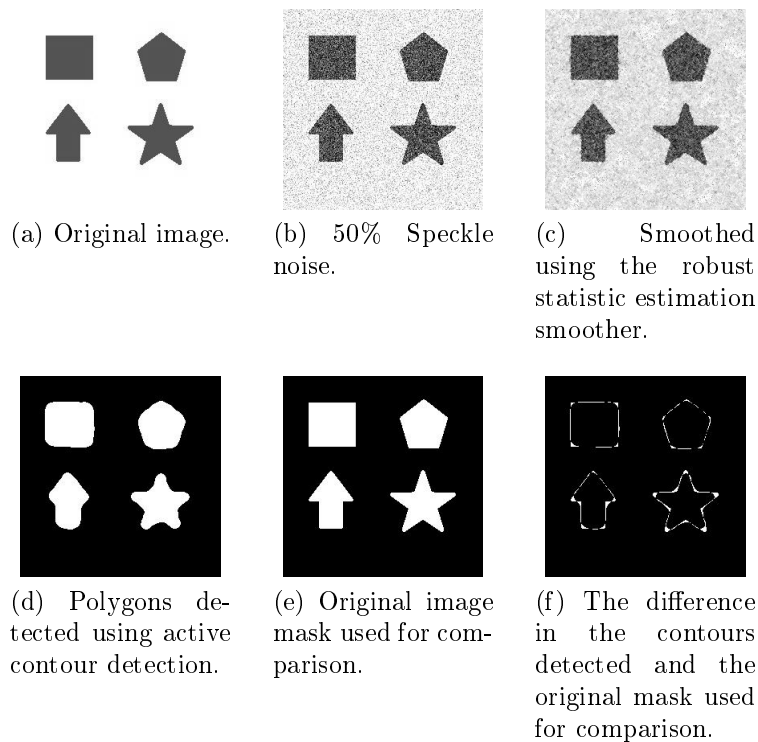 (a) Original image.
(b) 50% Speckle
noise.
(c) Smoothed
using the robust
statistic estimation
smoother.
(d) Polygons de-
tected using active
contour detection.
(e) Original image
mask used for com-
parison.
(f) The difference
in the contours
detected and the
original mask used
for comparison.